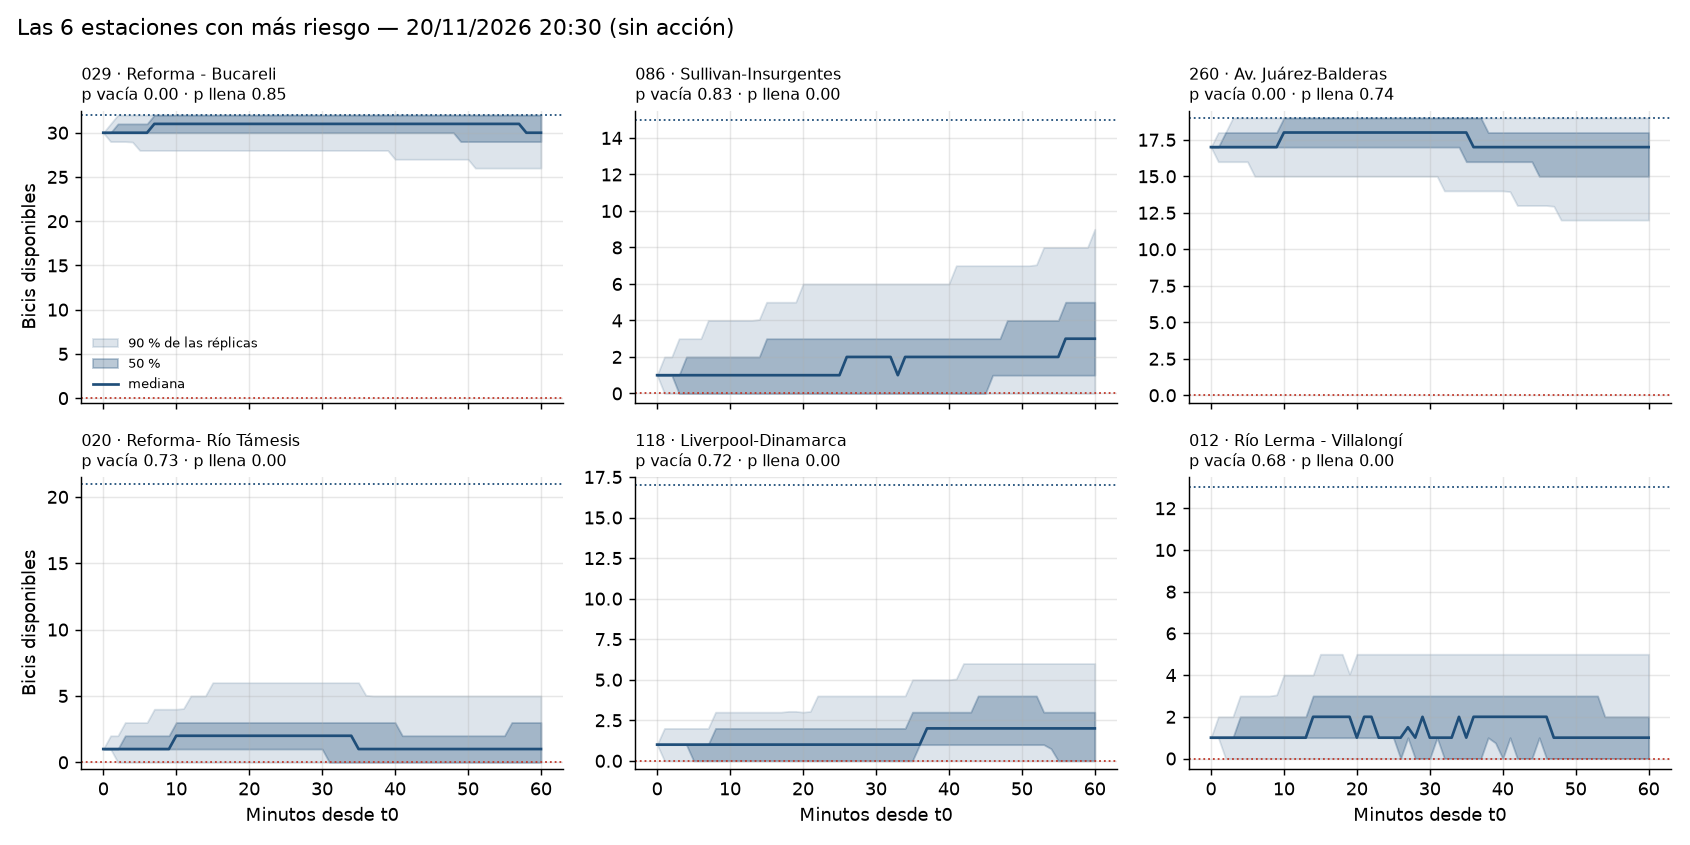 Las 6 estaciones con más riesgo — 20/11/2026 20:30 (sin acción)
029 · Reforma - Bucareli
p vacía 0.00 · p llena 0.85
30
25
20
15
10
5
0
Bicis disponibles
90 % de las réplicas
50 %
mediana
086 · Sullivan-Insurgentes
p vacía 0.83 · p llena 0.00
14
12
10
8
6
4
2
0
260 · Av. Juárez-Balderas
p vacía 0.00 · p llena 0.74
17.5
15.0
12.5
10.0
7.5
5.0
2.5
0.0
020 · Reforma- Río Támesis
p vacía 0.73 · p llena 0.00
20
15
10
5
0
Bicis disponibles
0 10 20 30 40 50 60
Minutos desde t0
118 · Liverpool-Dinamarca
p vacía 0.72 · p llena 0.00
17.5
15.0
12.5
10.0
7.5
5.0
2.5
0.0
0 10 20 30 40 50 60
Minutos desde t0
012 · Río Lerma - Villalongí
p vacía 0.68 · p llena 0.00
12
10
8
6
4
2
0
0 10 20 30 40 50 60
Minutos desde t0